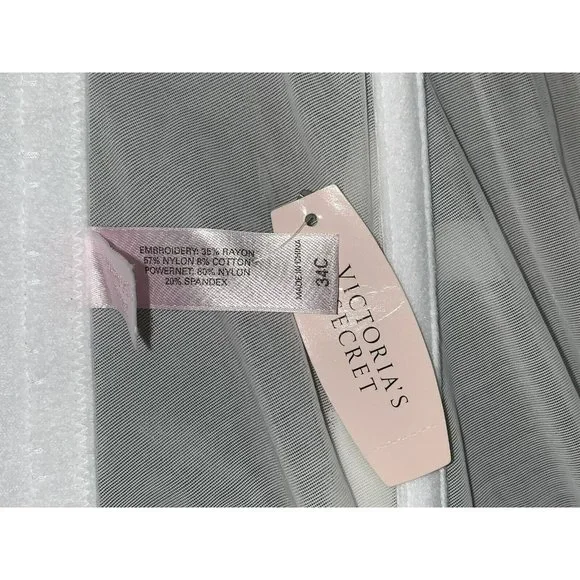 EMBROIDERY: 35% RAYON
57% NYLON 8% COTTON
POWERNET: 80% NYLON
20% SPANDEX
MADE IN CHINA
34C
VICTORIA'S
SECRET